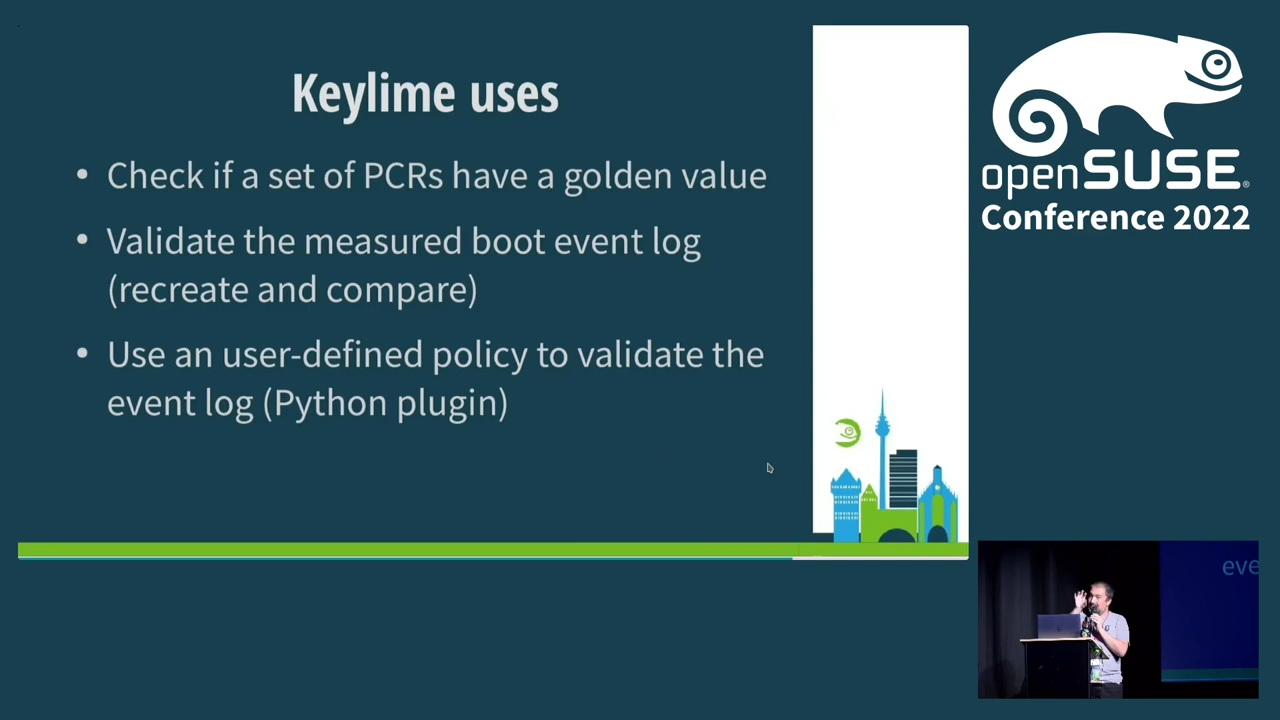 Keylime uses
• Check if a set of PCRs have a golden value
• Validate the measured boot event log
(recreate and compare)
• Use an user-defined policy to validate the
event log (Python plugin)
openSUSE®
Conference 2022
eve